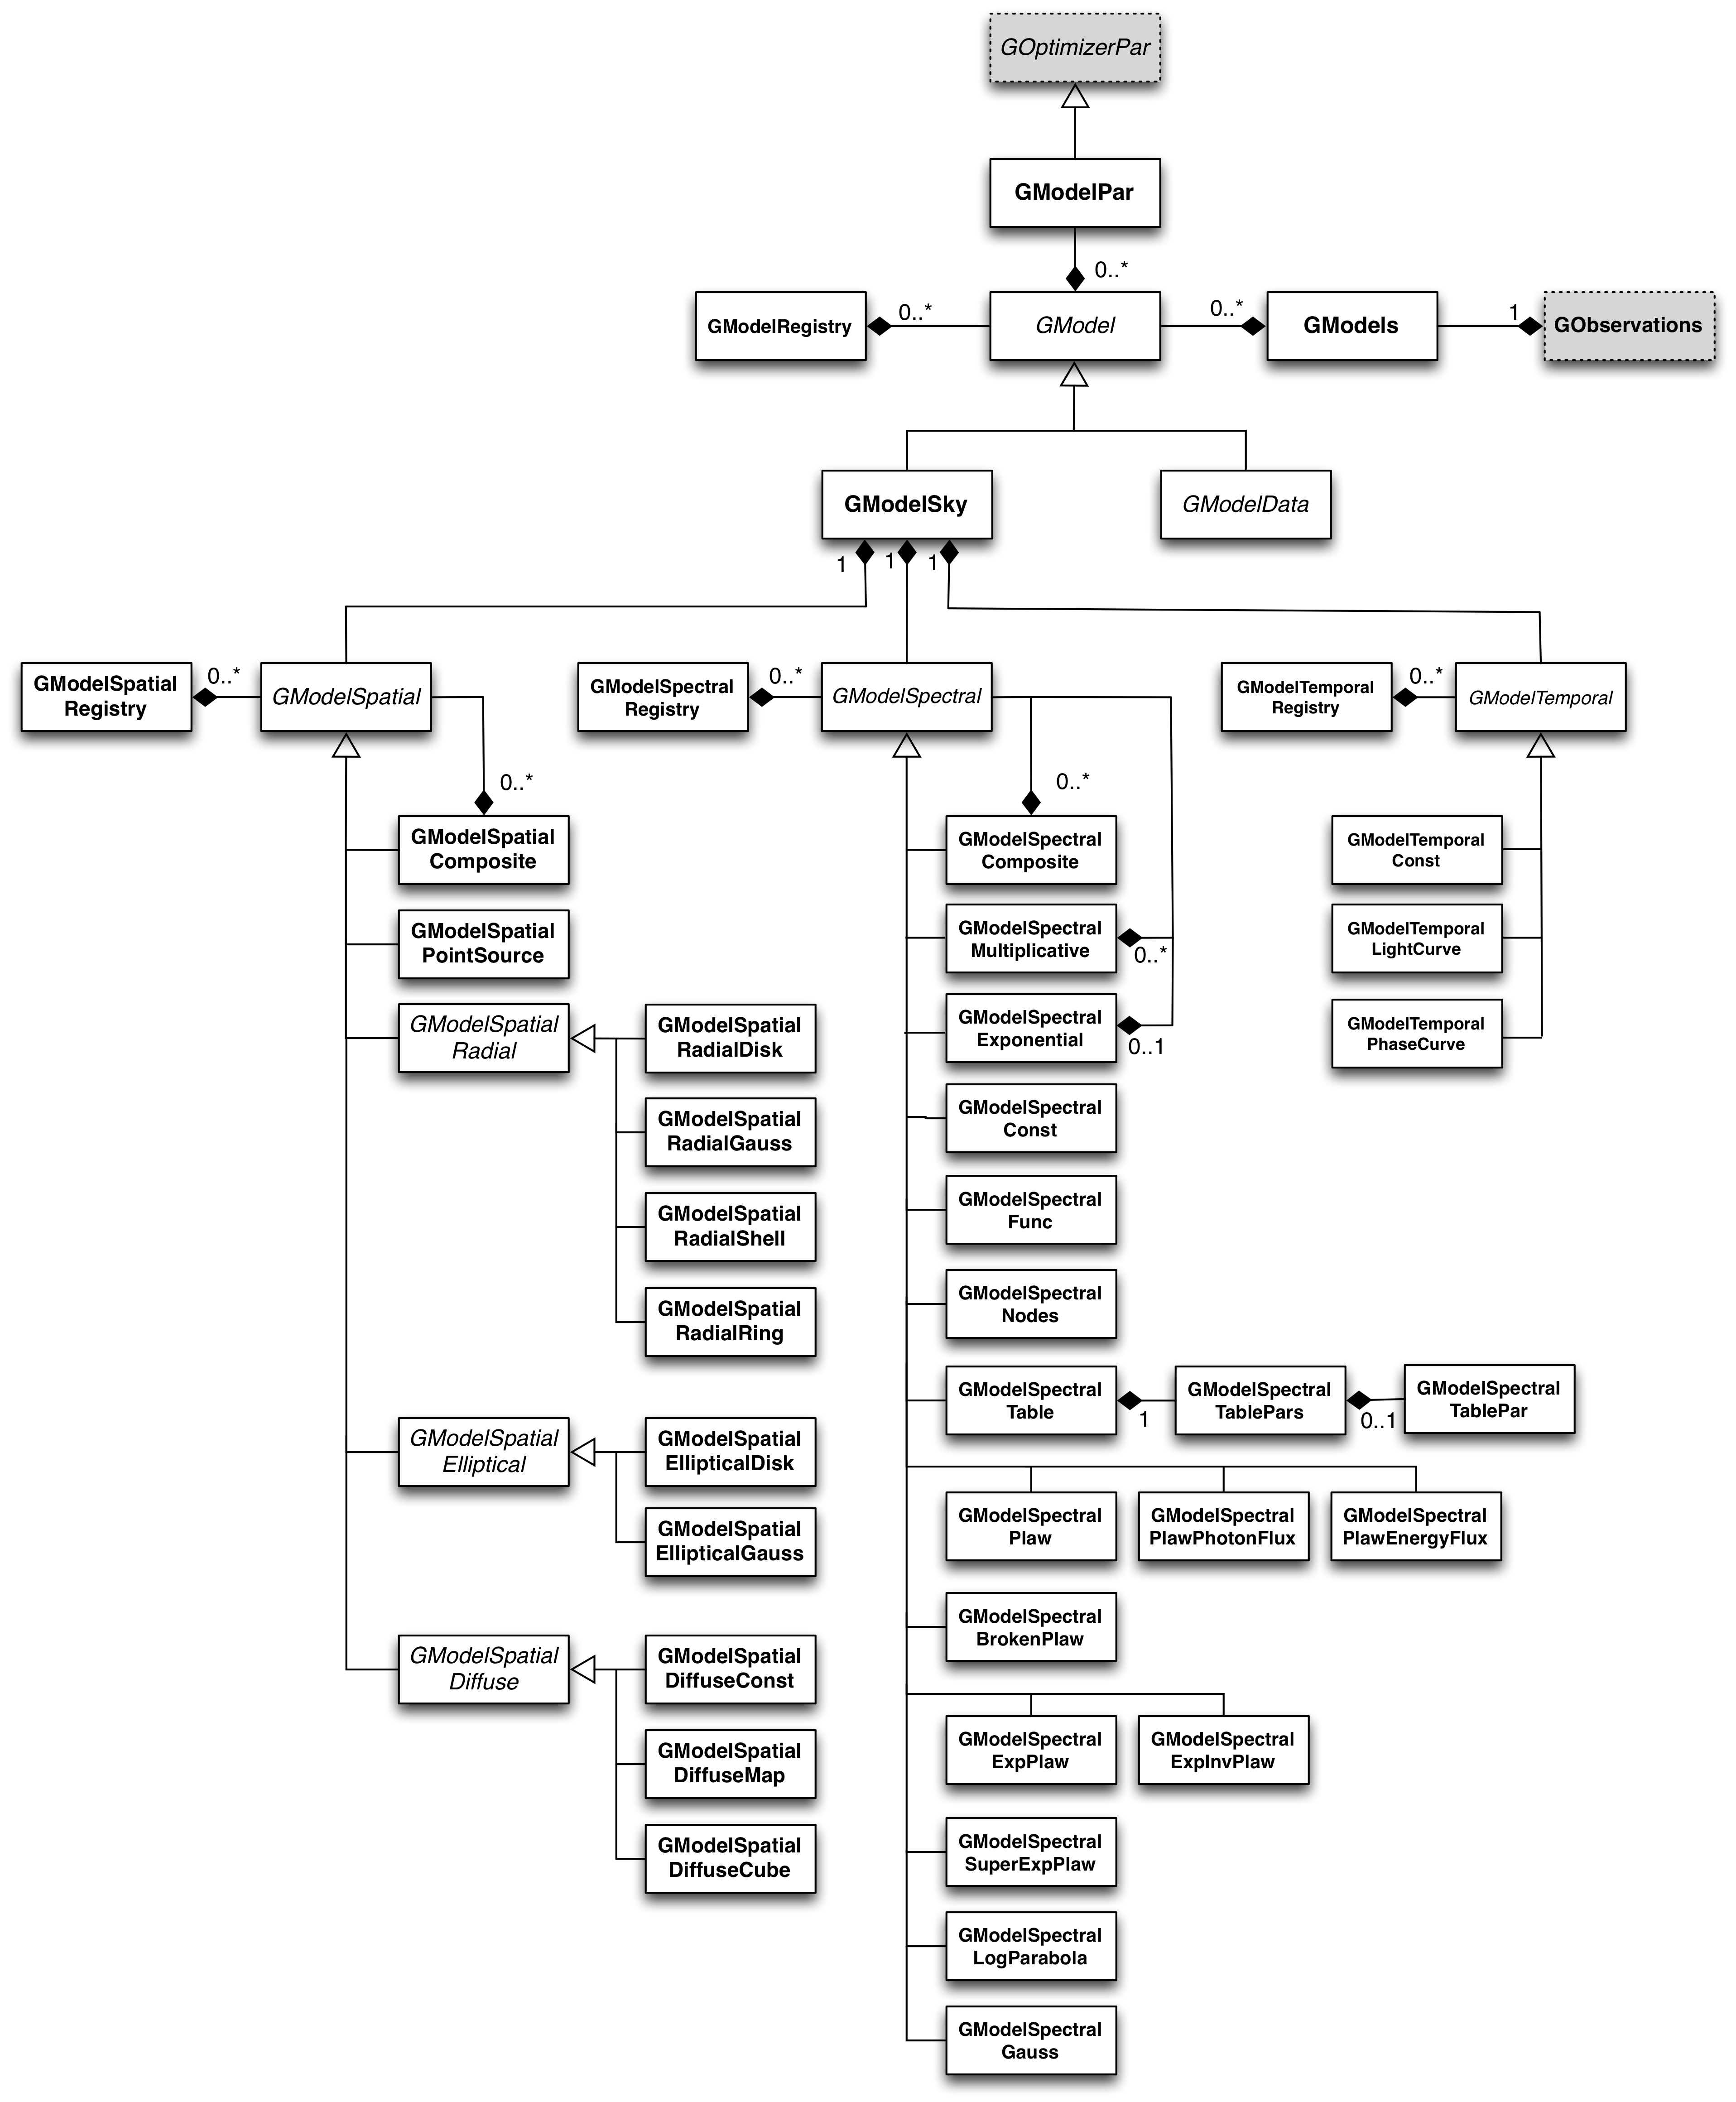 GOptimizerPar
GModelPar
0..*
GModelRegistry
0..*
GModel
0..*
GModels
1
GObservations
GModelSky
GModelData
1
1
1
GModelSpatial
Registry
0..*
GModelSpatial
GModelSpectral
Registry
0..*
GModelSpectral
GModelTemporal
Registry
0..*
GModelTemporal
0..*
GModelSpatial
Composite
GModelSpatial
PointSource
GModelSpatial
Radial
GModelSpatial
RadialDisk
GModelSpatial
RadialGauss
GModelSpatial
RadialShell
GModelSpatial
RadialRing
GModelSpatial
Elliptical
GModelSpatial
EllipticalDisk
GModelSpatial
EllipticalGauss
GModelSpatial
Diffuse
GModelSpatial
DiffuseConst
GModelSpatial
DiffuseMap
GModelSpatial
DiffuseCube
0..*
GModelSpectral
Composite
GModelSpectral
Multiplicative
0..*
GModelSpectral
Exponential
0..1
GModelSpectral
Const
GModelSpectral
Func
GModelSpectral
Nodes
GModelSpectral
Table
1
GModelSpectral
TablePars
0..1
GModelSpectral
TablePar
GModelSpectral
Plaw
GModelSpectral
PlawPhotonFlux
GModelSpectral
PlawEnergyFlux
GModelSpectral
BrokenPlaw
GModelSpectral
ExpPlaw
GModelSpectral
ExpInvPlaw
GModelSpectral
SuperExpPlaw
GModelSpectral
LogParabola
GModelSpectral
Gauss
GModelTemporal
Const
GModelTemporal
LightCurve
GModelTemporal
PhaseCurve